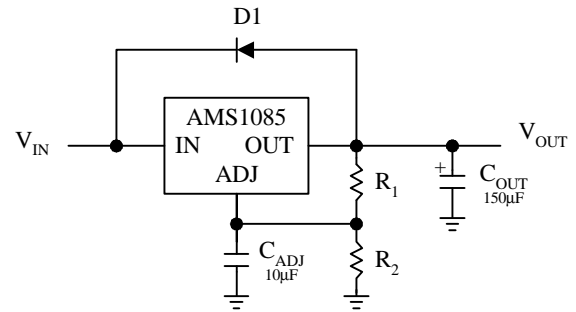 D1
AMS1085
V_IN
IN OUT
V_OUT
ADJ
R_1
+
C_OUT
150µF
C_ADJ
10µF
R_2